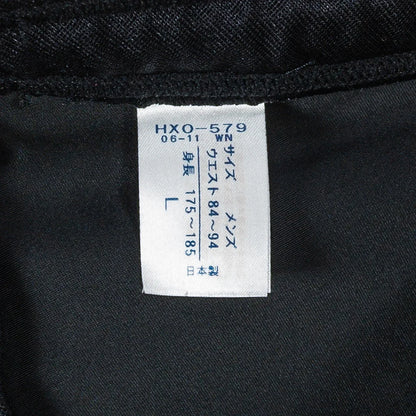 HXO-579
06-11 WN
サイズ メンズ
ウエスト 84~94
身長 175~185
L
日本製